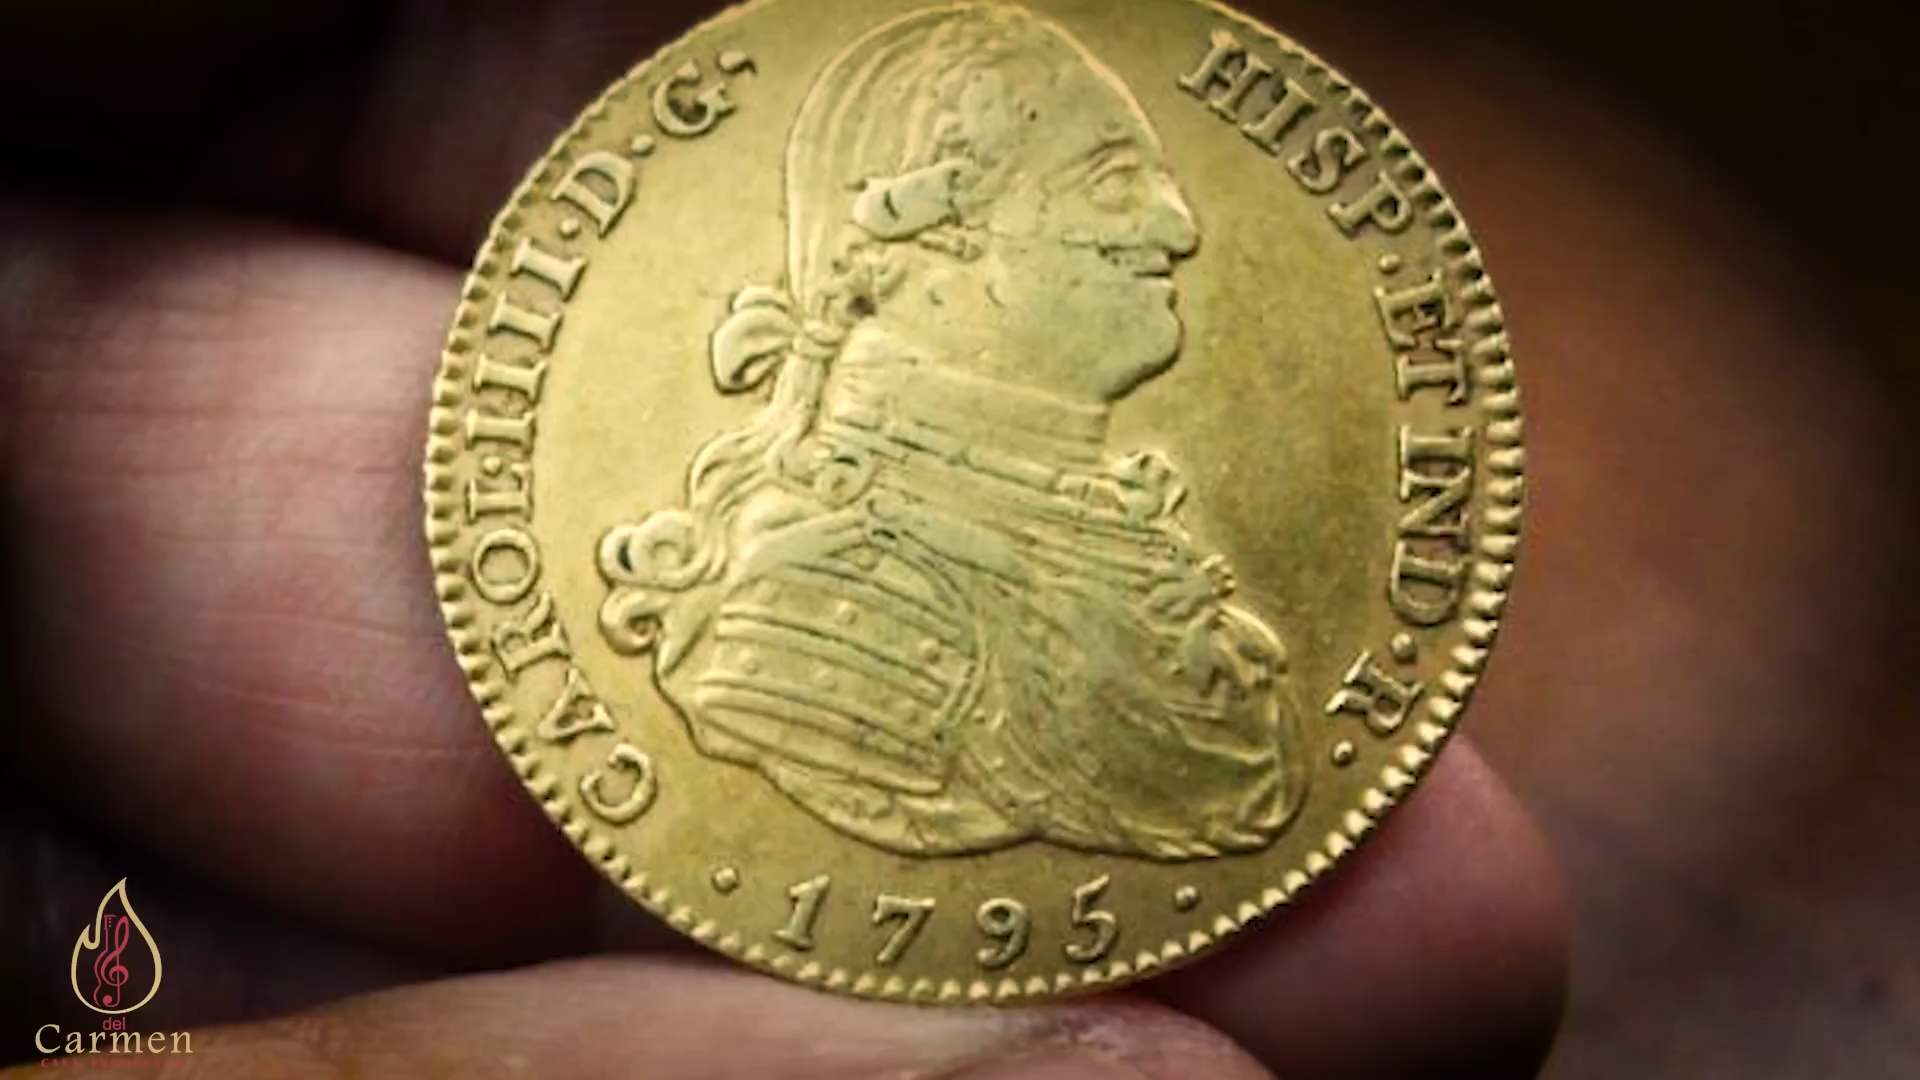 CAROL·IIII·D·G·
HISP·ET IND·R·
·1795·
del
Carmen